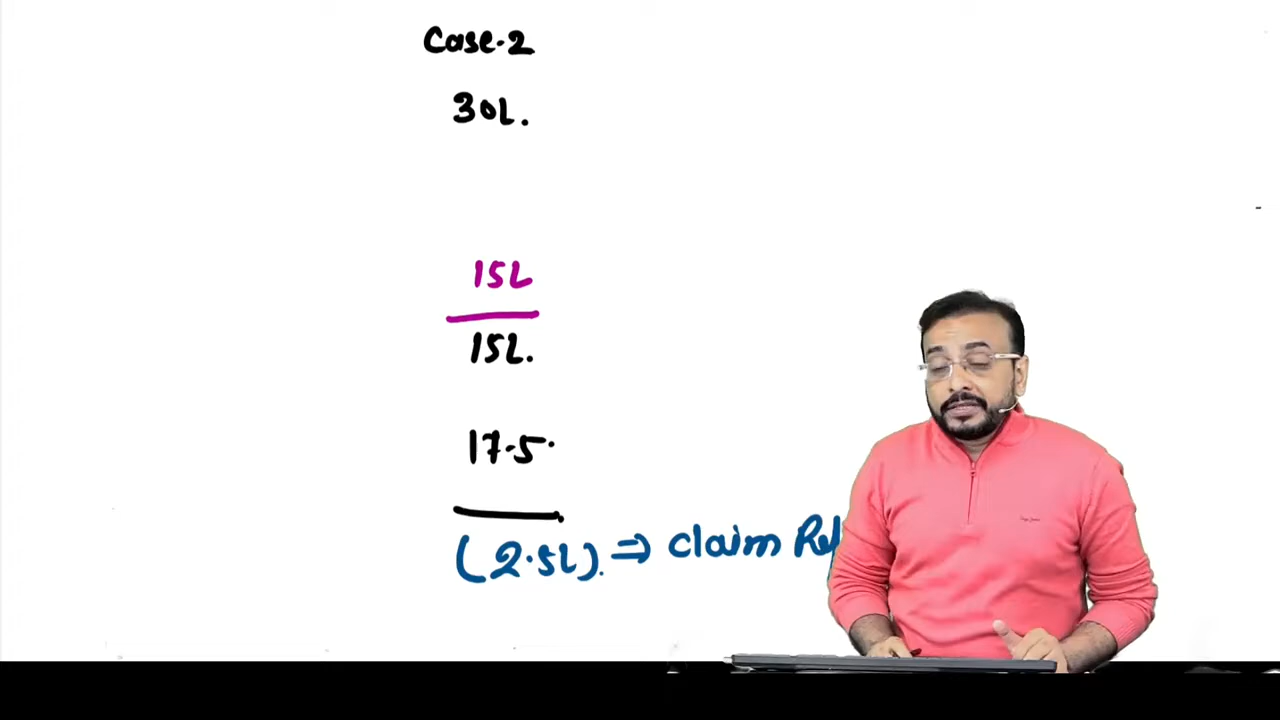 Case-2
30L.
15L
15L.
17.5.
(2.5L). ⇒ claim